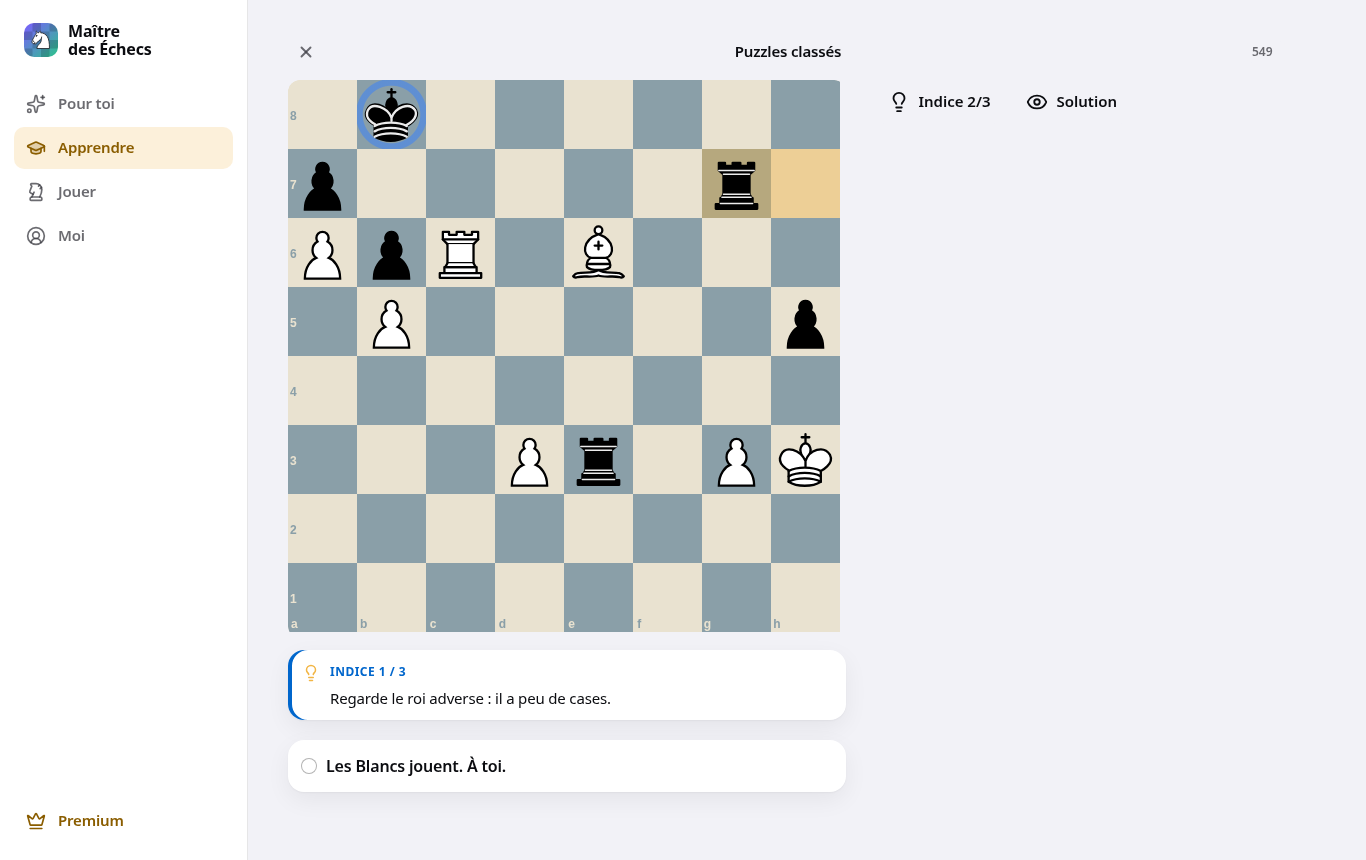 Maître
des Échecs
Pour toi
Apprendre
Jouer
Moi
Premium
Puzzles classés
549
8
7
6
5
4
3
2
1
a b c d e f g h
Indice 2/3
Solution
INDICE 1 / 3
Regarde le roi adverse : il a peu de cases.
Les Blancs jouent. À toi.